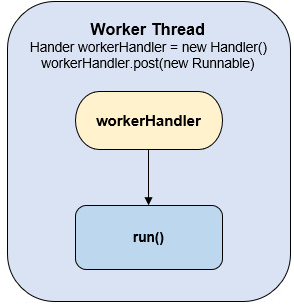 Worker Thread
Hander workerHandler = new Handler()
workerHandler.post(new Runnable)
workerHandler
run()